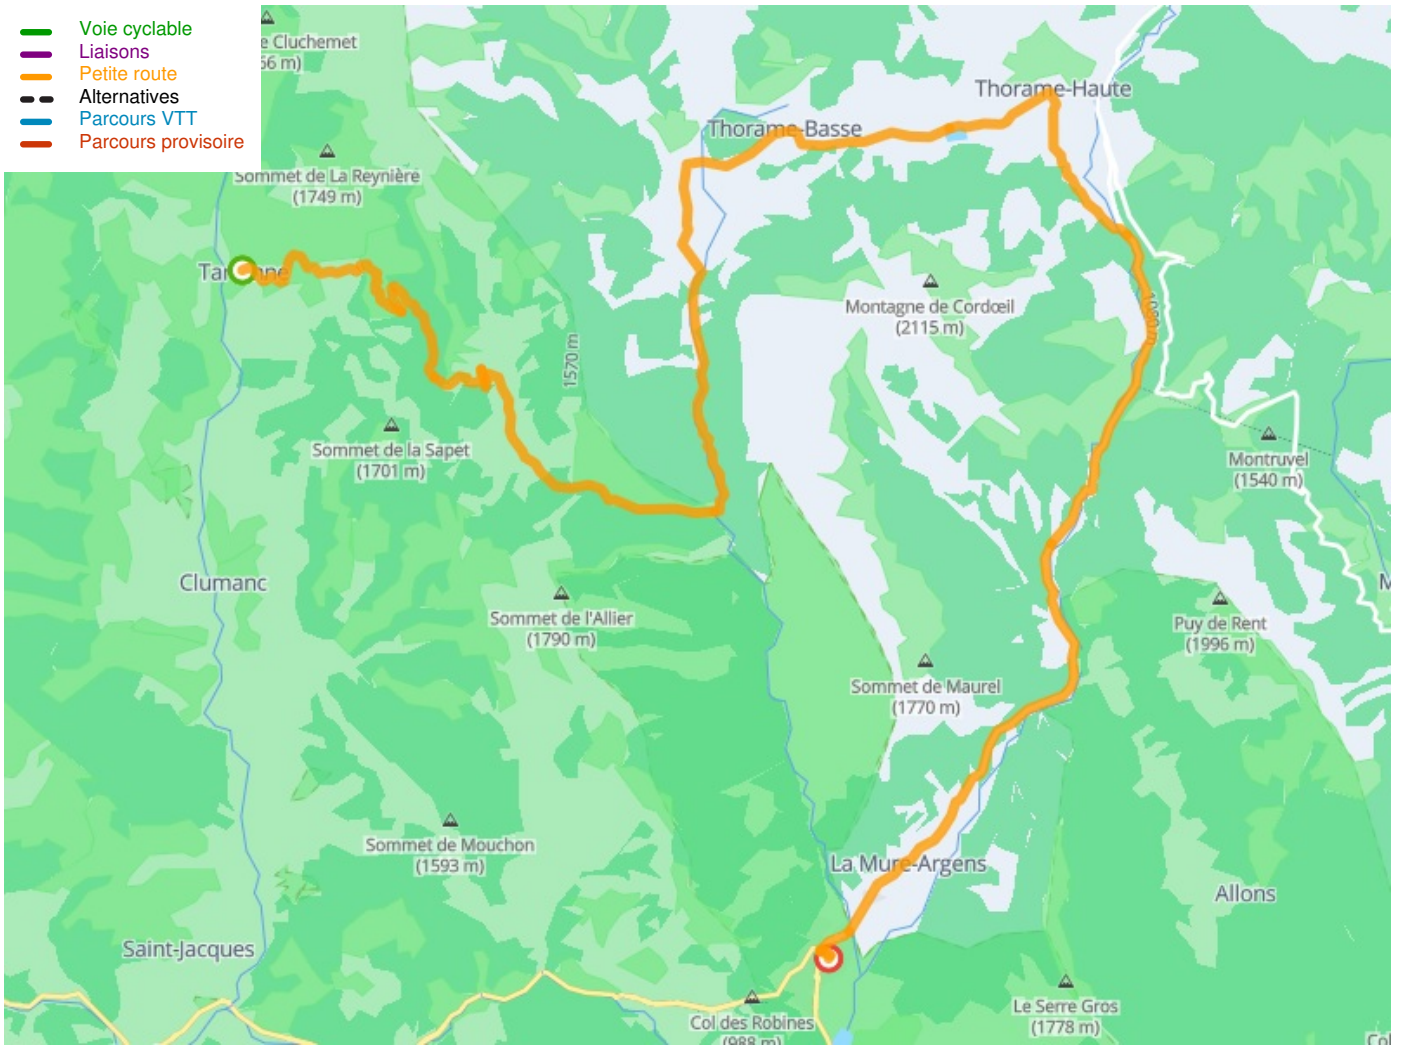 Voie cyclable
Liaisons
Petite route
Alternatives
Parcours VTT
Parcours provisoire
e Cluchemet
66 m)
Sommet de La Reynière
(1749 m)
Thorame-Haute
Thorame-Basse
Montagne de Cordœil
(2115 m)
1570 m
Sommet de la Sapet
(1701 m)
Montruvel
(1540 m)
Clumanc
Sommet de l'Allier
(1790 m)
Puy de Rent
(1996 m)
Sommet de Maurel
(1770 m)
Sommet de Mouchon
(1593 m)
La Mure-Argens
Allons
Saint-Jacques
Le Serre Gros
(1778 m)
Col des Robines
(988 m)